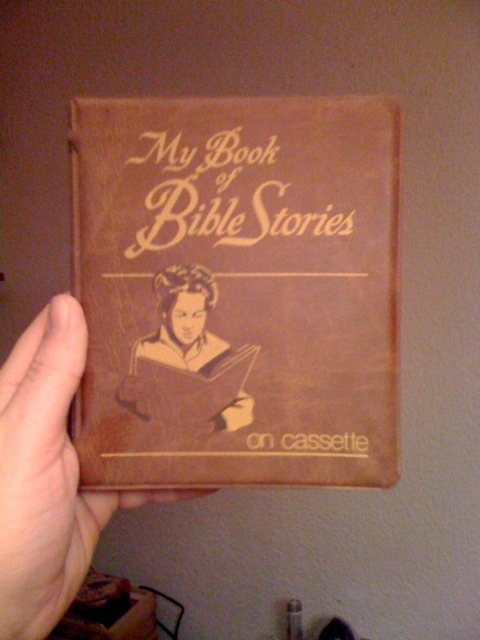 My Book
of
Bible Stories
on cassette